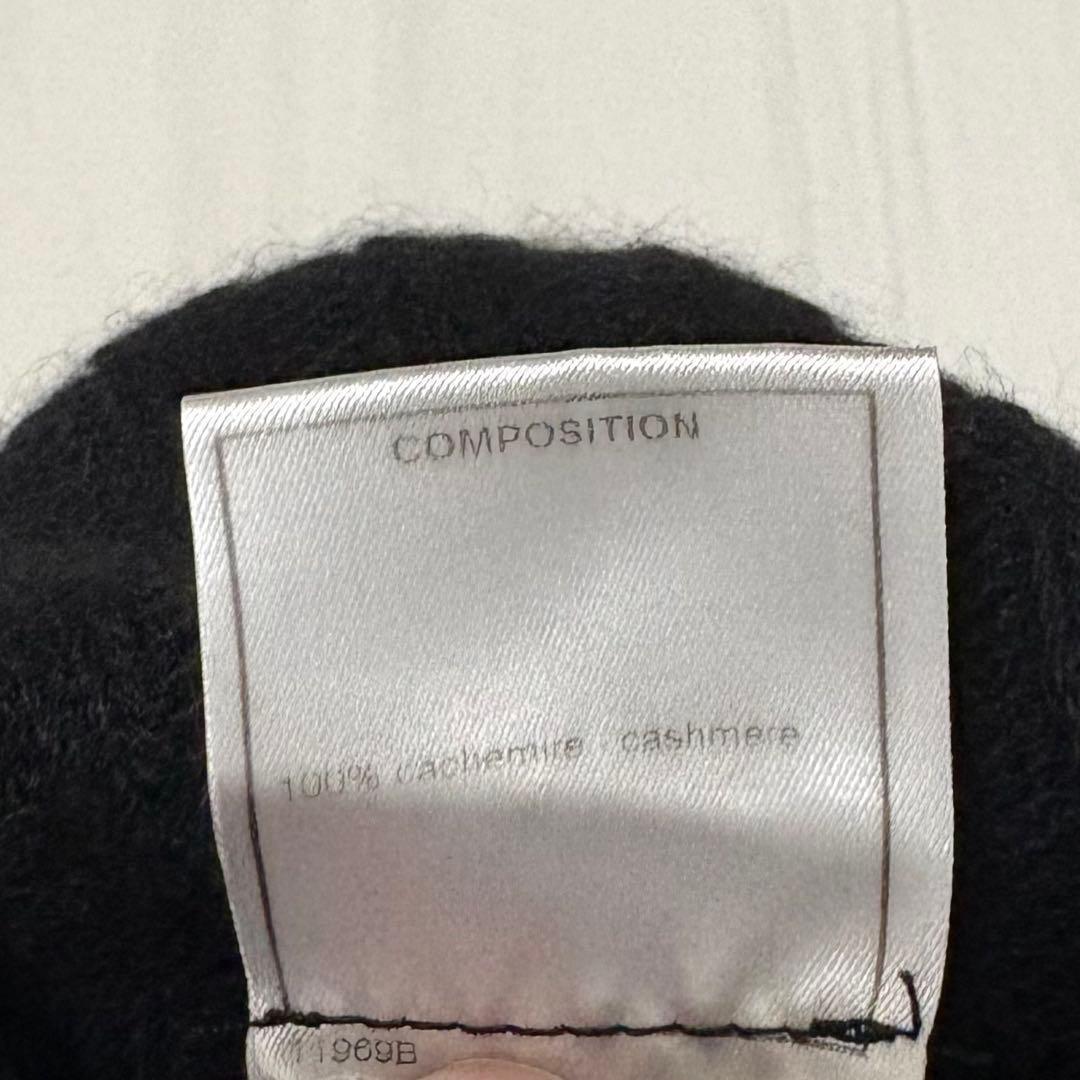 COMPOSITION
100% cachemire cashmere
11969B